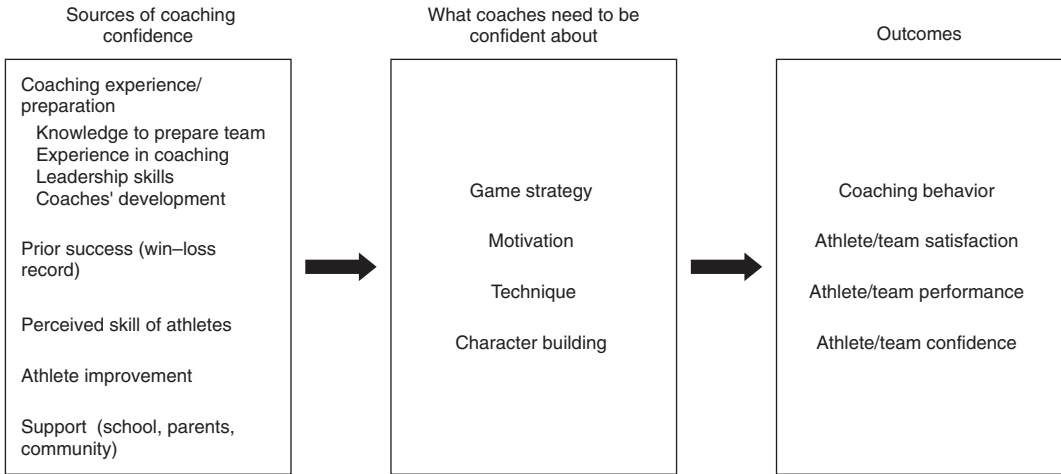 Sources of coaching
confidence
Coaching experience/
preparation
Knowledge to prepare team
Experience in coaching
Leadership skills
Coaches' development
Prior success (win–loss
record)
Perceived skill of athletes
Athlete improvement
Support (school, parents,
community)
What coaches need to be
confident about
Game strategy
Motivation
Technique
Character building
Outcomes
Coaching behavior
Athlete/team satisfaction
Athlete/team performance
Athlete/team confidence